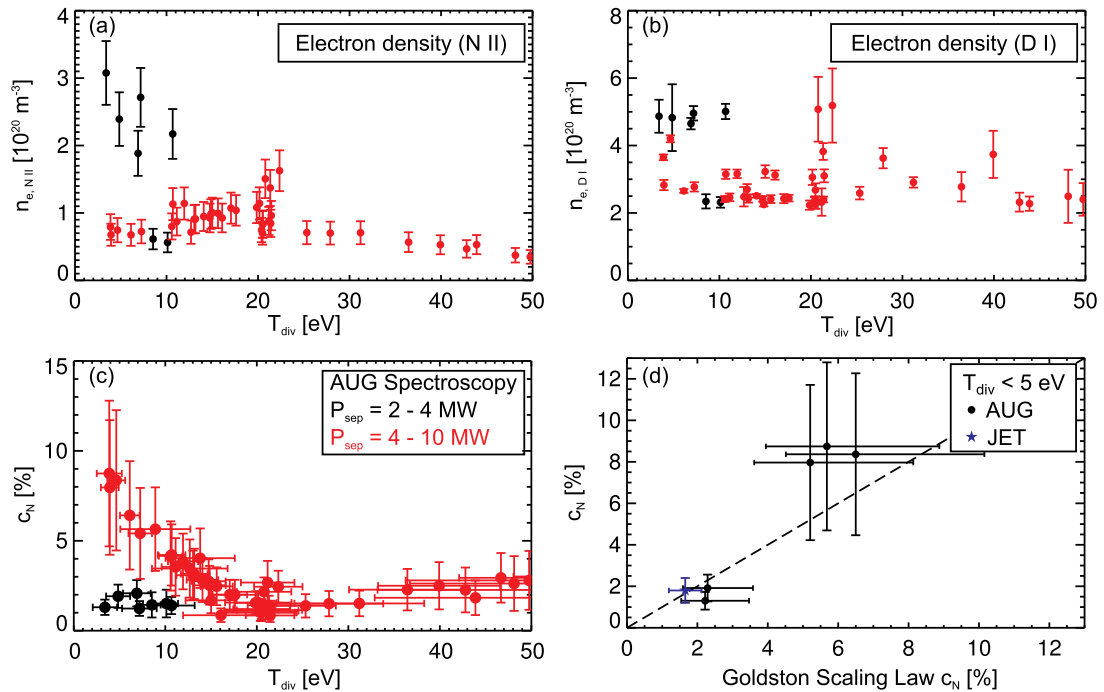 (a)
Electron density (N II)
n_e, N II [10^20 m^-3]
4
3
2
1
0
0 10 20 30 40 50
T_div [eV]
(b)
Electron density (D I)
n_e, D I [10^20 m^-3]
8
6
4
2
0
0 10 20 30 40 50
T_div [eV]
(c)
AUG Spectroscopy
P_sep = 2 - 4 MW
P_sep = 4 - 10 MW
c_N [%]
15
10
5
0
0 10 20 30 40 50
T_div [eV]
(d)
T_div < 5 eV
AUG
JET
c_N [%]
12
10
8
6
4
2
0
0 2 4 6 8 10 12
Goldston Scaling Law c_N [%]